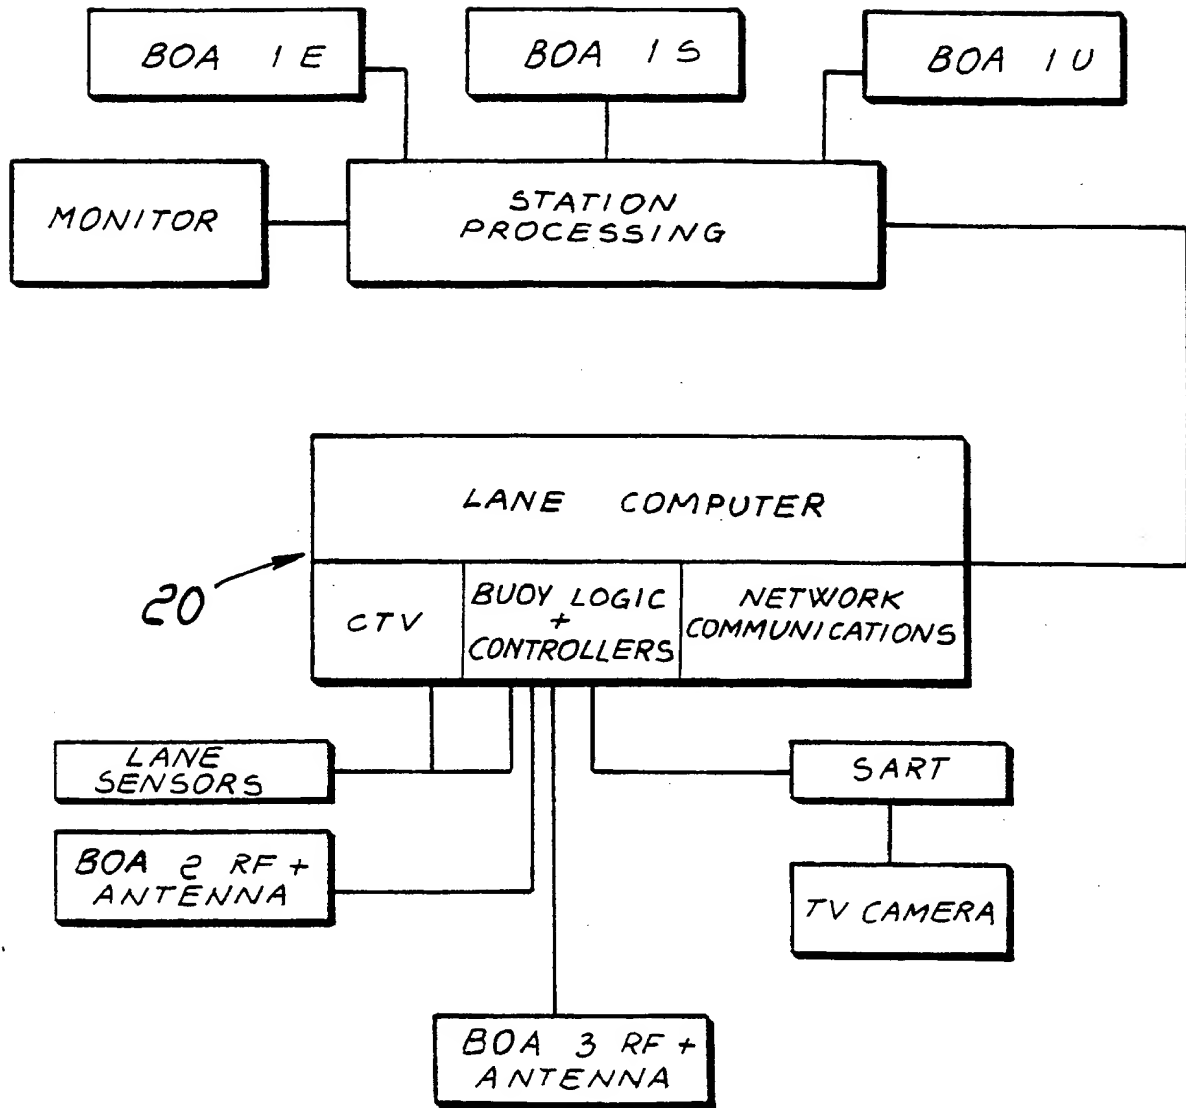 BOA 1E
BOA 1S
BOA 1U
MONITOR
STATION
PROCESSING
LANE COMPUTER
20
CTV
BUOY LOGIC
+
CONTROLLERS
NETWORK
COMMUNICATIONS
LANE
SENSORS
SART
BOA 2 RF +
ANTENNA
TV CAMERA
BOA 3 RF +
ANTENNA